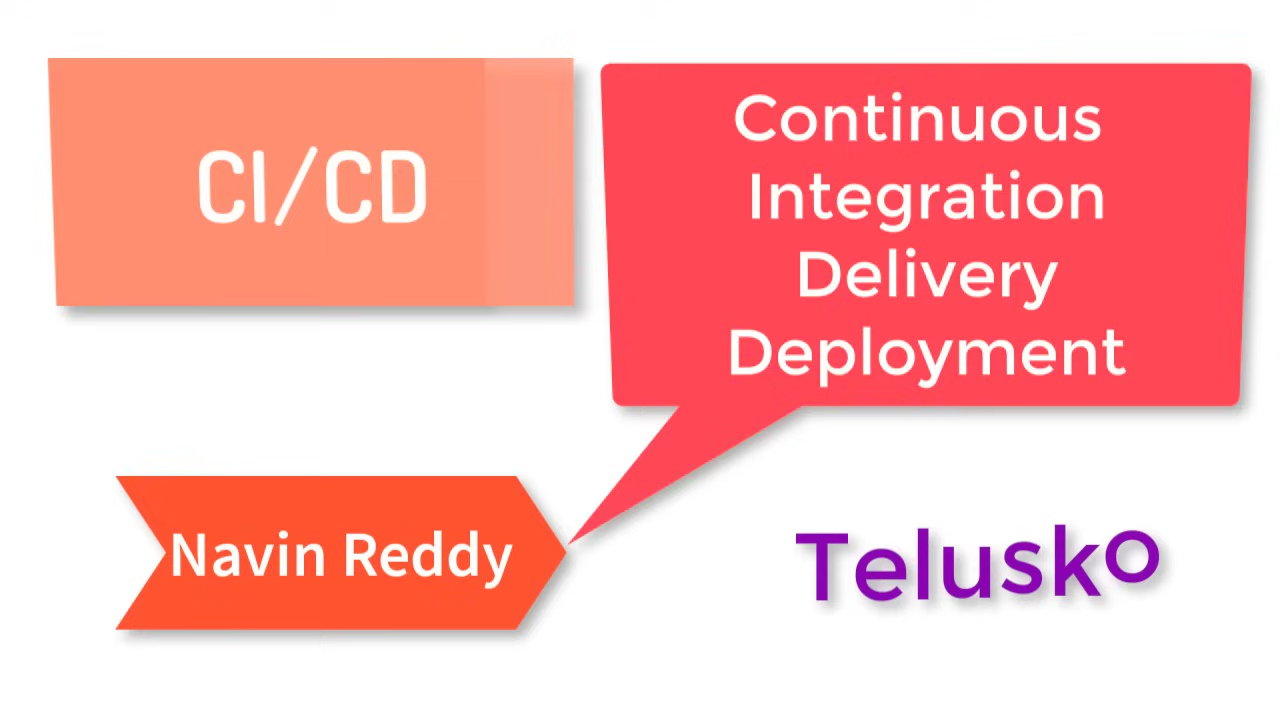 CI/CD
Continuous
Integration
Delivery
Deployment
Navin Reddy
Telusko